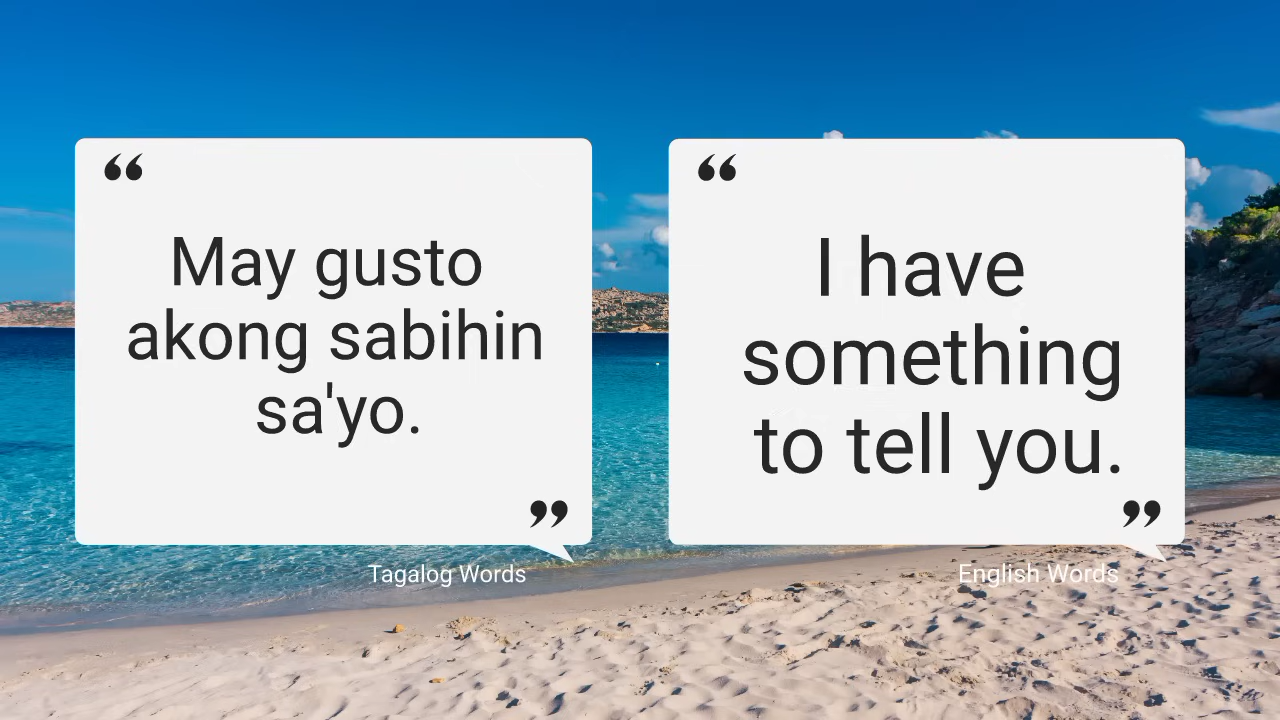 “
May gusto
akong sabihin
sa'yo.
”
Tagalog Words
“
I have
something
to tell you.
”
English Words